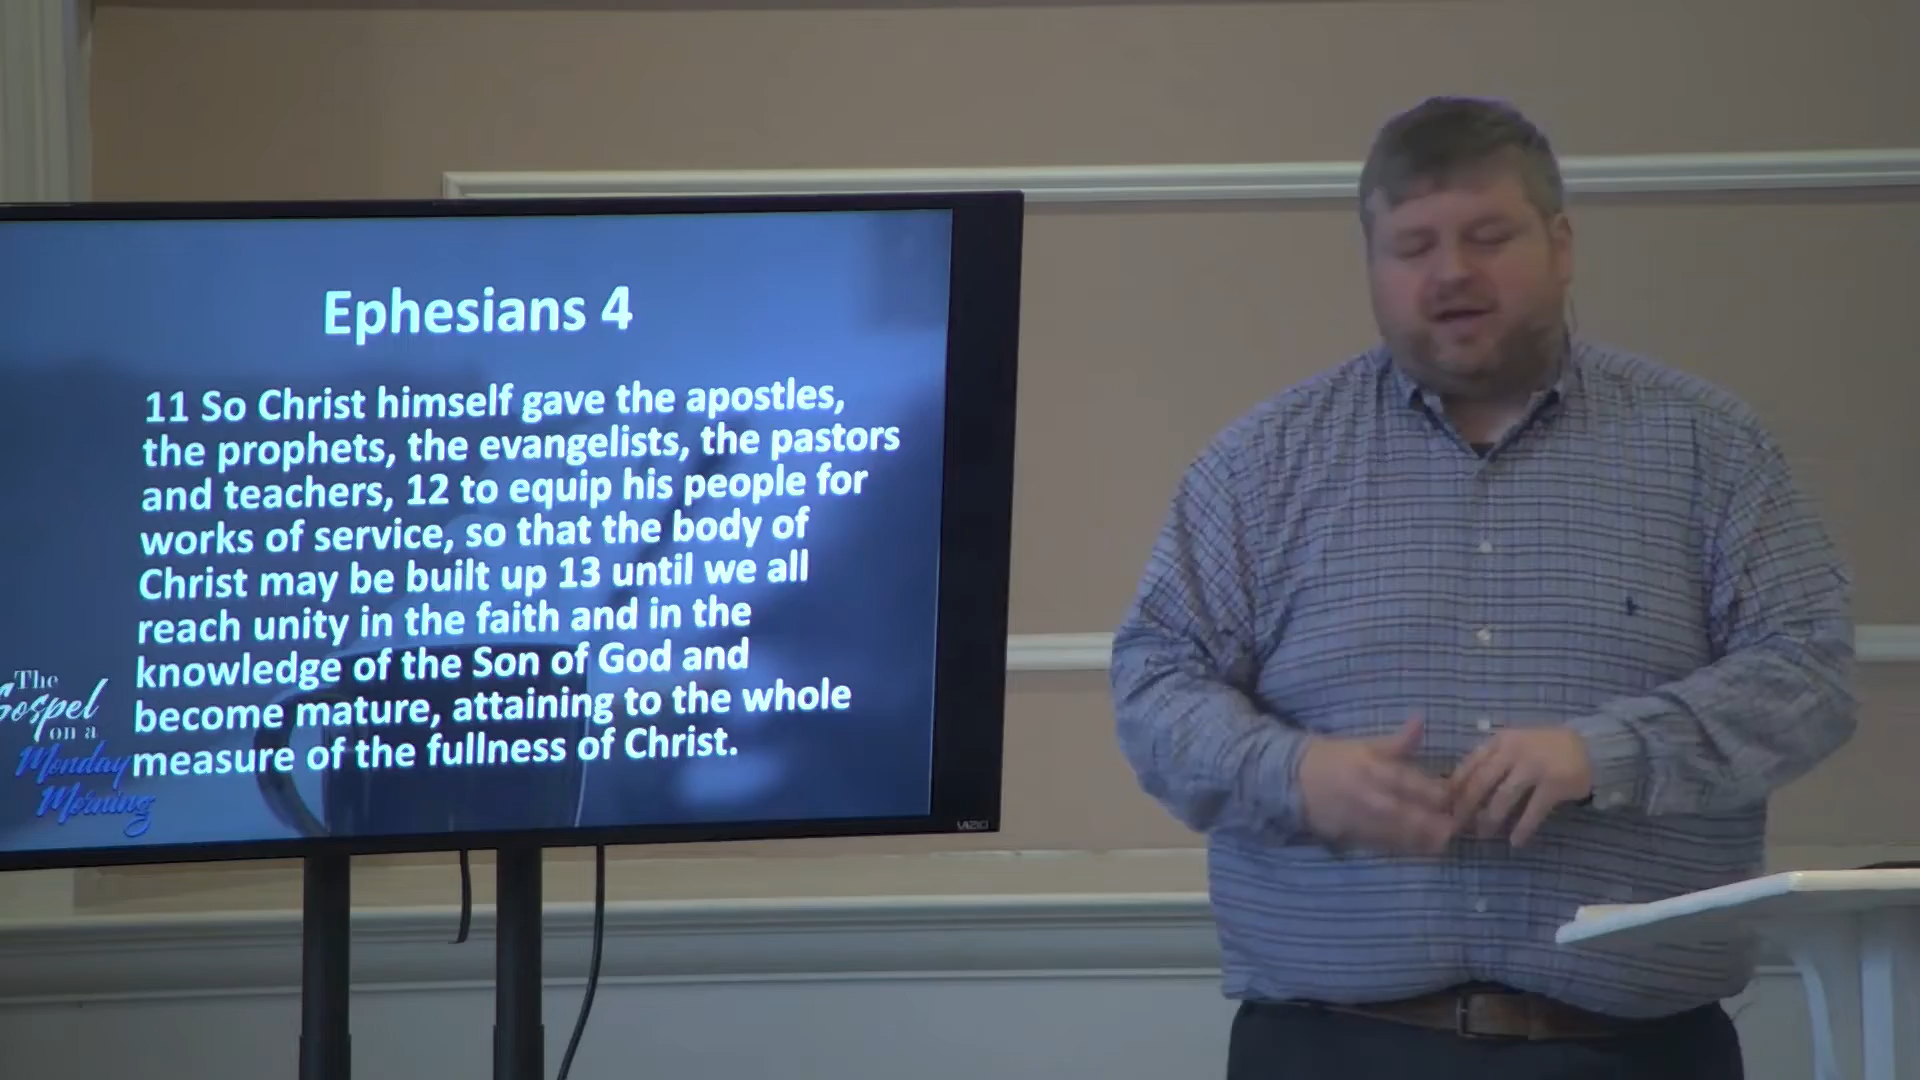 Ephesians 4
11 So Christ himself gave the apostles,
the prophets, the evangelists, the pastors
and teachers, 12 to equip his people for
works of service, so that the body of
Christ may be built up 13 until we all
reach unity in the faith and in the
knowledge of the Son of God and
become mature, attaining to the whole
measure of the fullness of Christ.
The
Gospel
on a
Monday
Morning
VIZIO